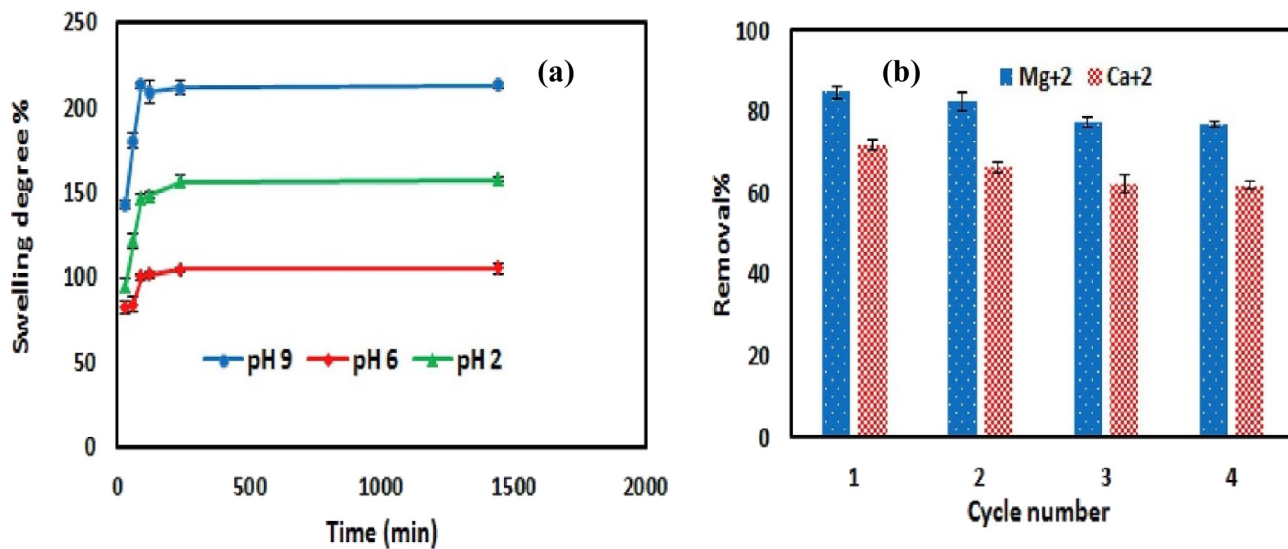 (a)
Swelling degree %
250
200
150
100
50
0
pH 9 pH 6 pH 2
0 500 1000 1500 2000
Time (min)
(b)
Mg+2 Ca+2
Removal%
100
80
60
40
20
0
1 2 3 4
Cycle number